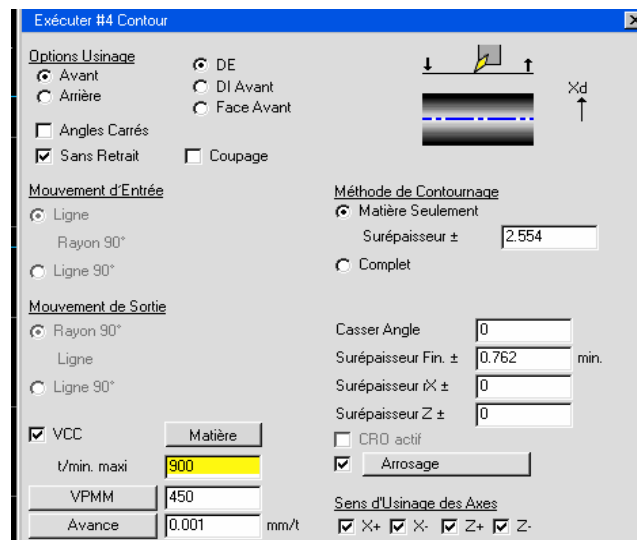 Exécuter #4 Contour
Options Usinage
Avant
Arrière
DE
DI Avant
Face Avant
Angles Carrés
Sans Retrait
Coupage
Xd
Mouvement d'Entrée
Ligne
Rayon 90°
Ligne 90°
Mouvement de Sortie
Rayon 90°
Ligne
Ligne 90°
VCC
Matière
t/min. maxi
900
VPMM
450
Avance
0.001
mm/t
Méthode de Contournage
Matière Seulement
Surépaisseur ±
2.554
Complet
Casser Angle
0
Surépaisseur Fin. ±
0.762
min.
Surépaisseur rX ±
0
Surépaisseur Z ±
0
CRO actif
Arrosage
Sens d'Usinage des Axes
X+ X- Z+ Z-